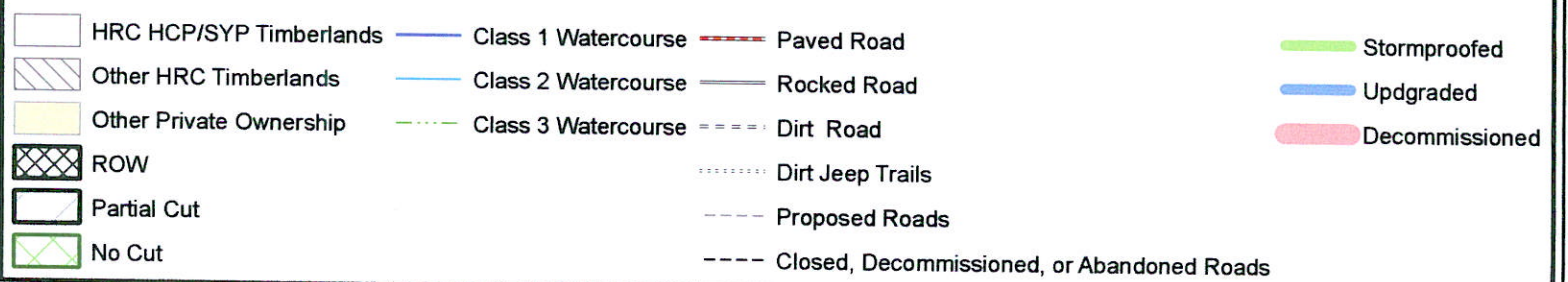 HRC HCP/SYP Timberlands
Other HRC Timberlands
Other Private Ownership
ROW
Partial Cut
No Cut
Class 1 Watercourse
Class 2 Watercourse
Class 3 Watercourse
Paved Road
Rocked Road
Dirt Road
Dirt Jeep Trails
Proposed Roads
Closed, Decommissioned, or Abandoned Roads
Stormproofed
Updgraded
Decommissioned